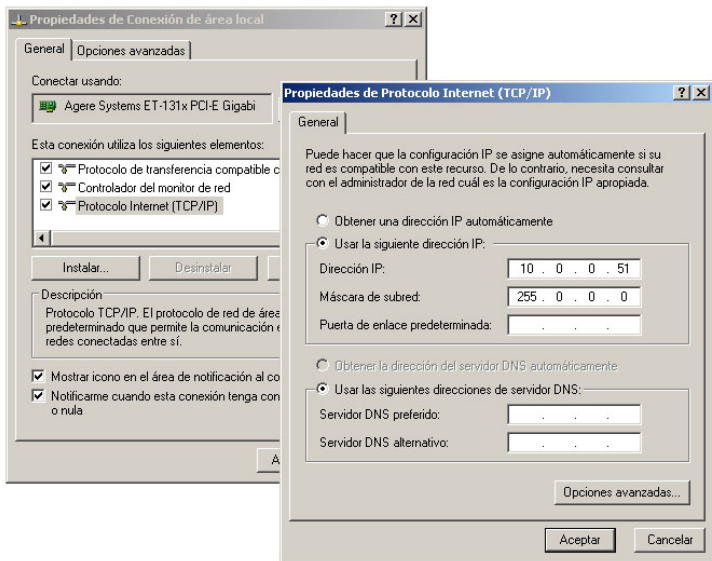 Propiedades de Conexión de área local
General
Opciones avanzadas
Conectar usando:
Agere Systems ET-131x PCI-E Gigabi
Esta conexión utiliza los siguientes elementos:
Protocolo de transferencia compatible c
Controlador del monitor de red
Protocolo Internet (TCP/IP)
Instalar...
Desinstalar
Descripción
Protocolo TCP/IP. El protocolo de red de área
predeterminado que permite la comunicación e
redes conectadas entre sí.
Mostrar icono en el área de notificación al co
Notificarme cuando esta conexión tenga con
o nula
A
Propiedades de Protocolo Internet (TCP/IP)
General
Puede hacer que la configuración IP se asigne automáticamente si su
red es compatible con este recurso. De lo contrario, necesita consultar
con el administrador de la red cuál es la configuración IP apropiada.
Obtener una dirección IP automáticamente
Usar la siguiente dirección IP:
Dirección IP: 10 . 0 . 0 . 51
Máscara de subred: 255 . 0 . 0 . 0
Puerta de enlace predeterminada: . . .
Obtener la dirección del servidor DNS automáticamente
Usar las siguientes direcciones de servidor DNS:
Servidor DNS preferido: . . .
Servidor DNS alternativo: . . .
Opciones avanzadas...
Aceptar
Cancelar